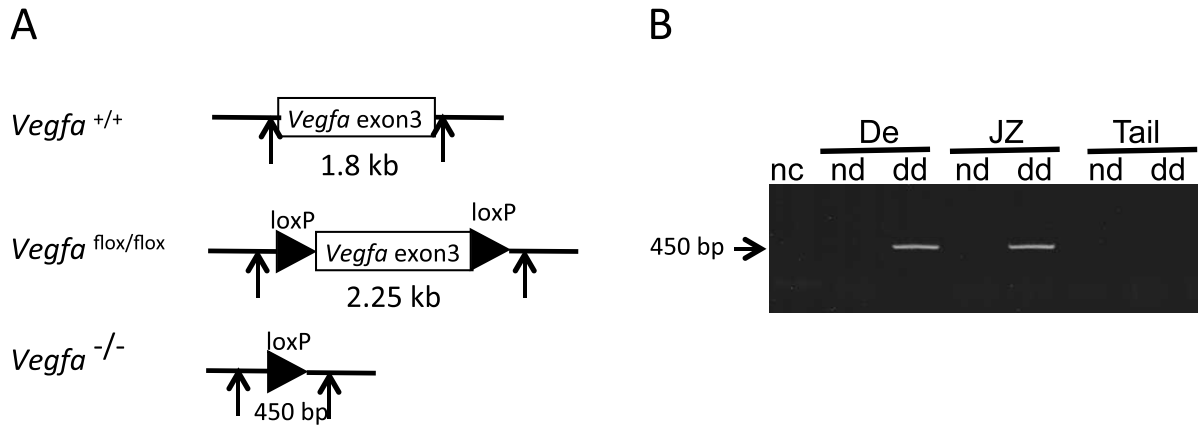 A
Vegfa +/+
Vegfa exon3
1.8 kb
Vegfa flox/flox
loxP
loxP
Vegfa exon3
2.25 kb
Vegfa -/-
loxP
450 bp
B
De JZ Tail
nc nd dd nd dd nd dd
450 bp